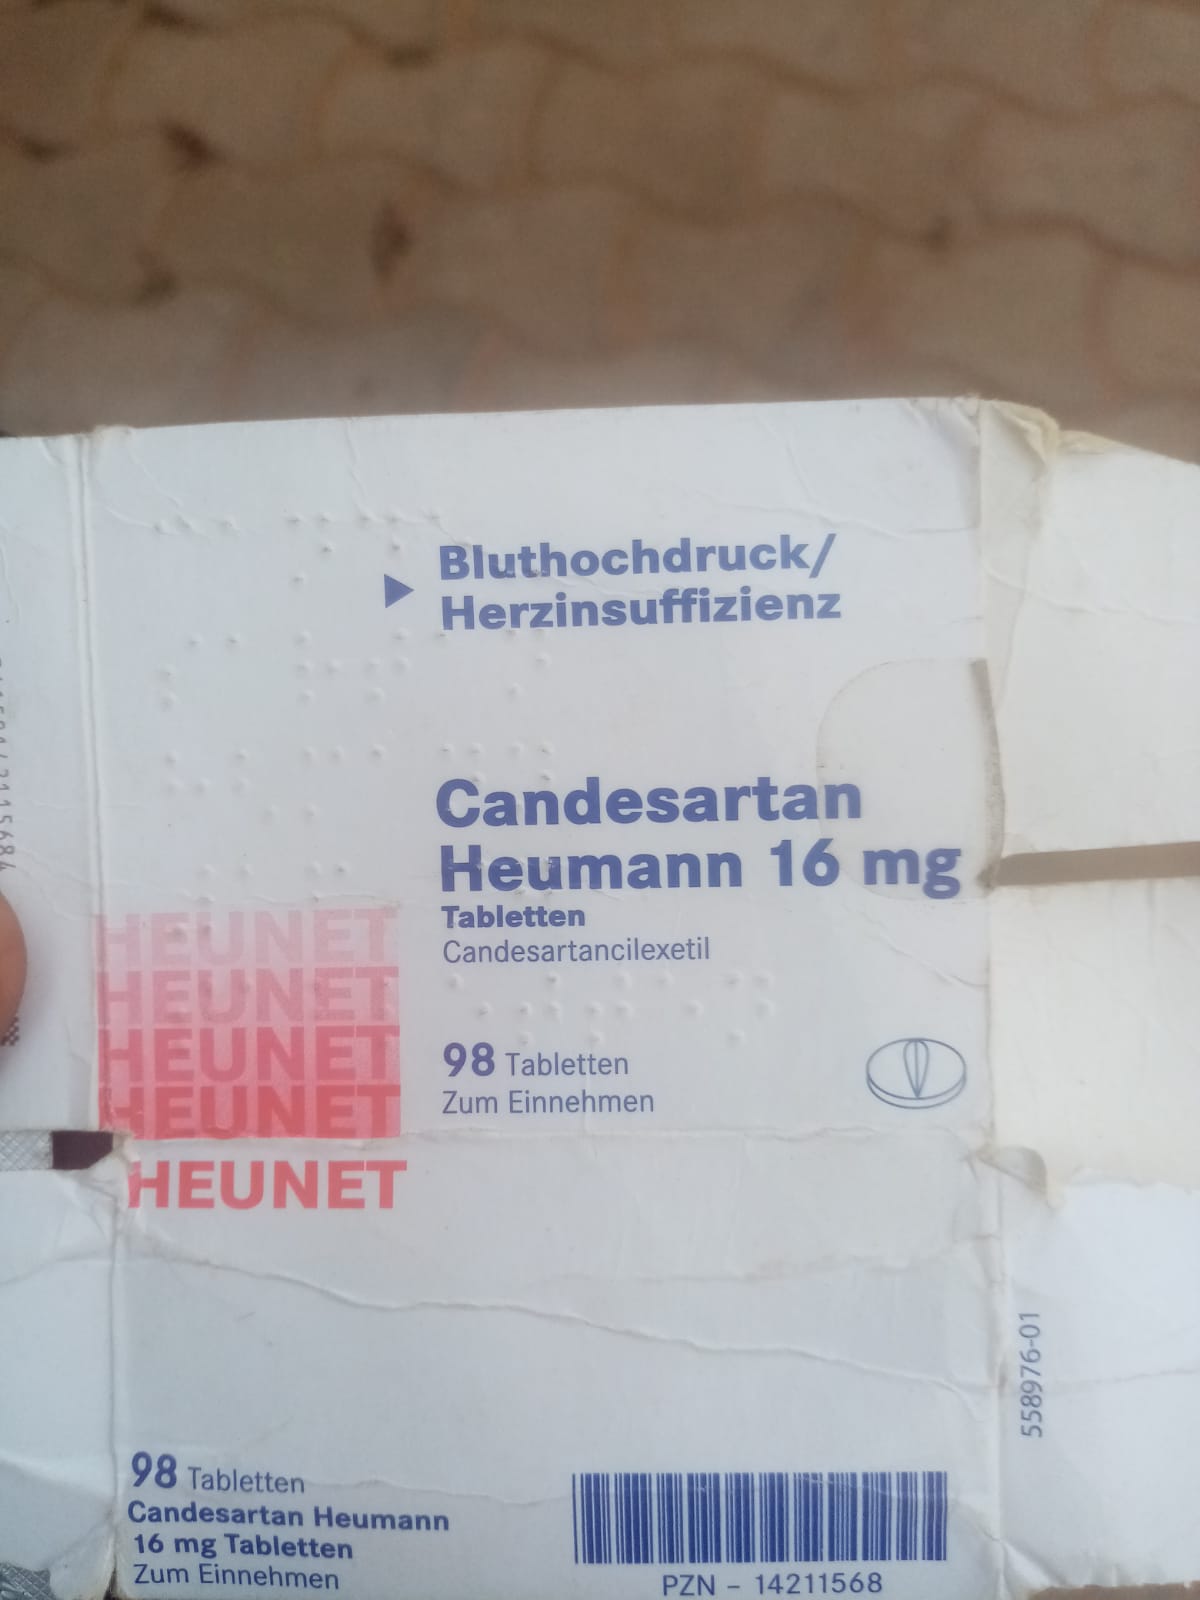 Bluthochdruck/
Herzinsuffizienz
Candesartan
Heumann 16 mg
Tabletten
Candesartancilexetil
98 Tabletten
Zum Einnehmen
HEUNET
HEUNET
HEUNET
HEUNET
HEUNET
558976-01
98 Tabletten
Candesartan Heumann
16 mg Tabletten
Zum Einnehmen
PZN - 14211568